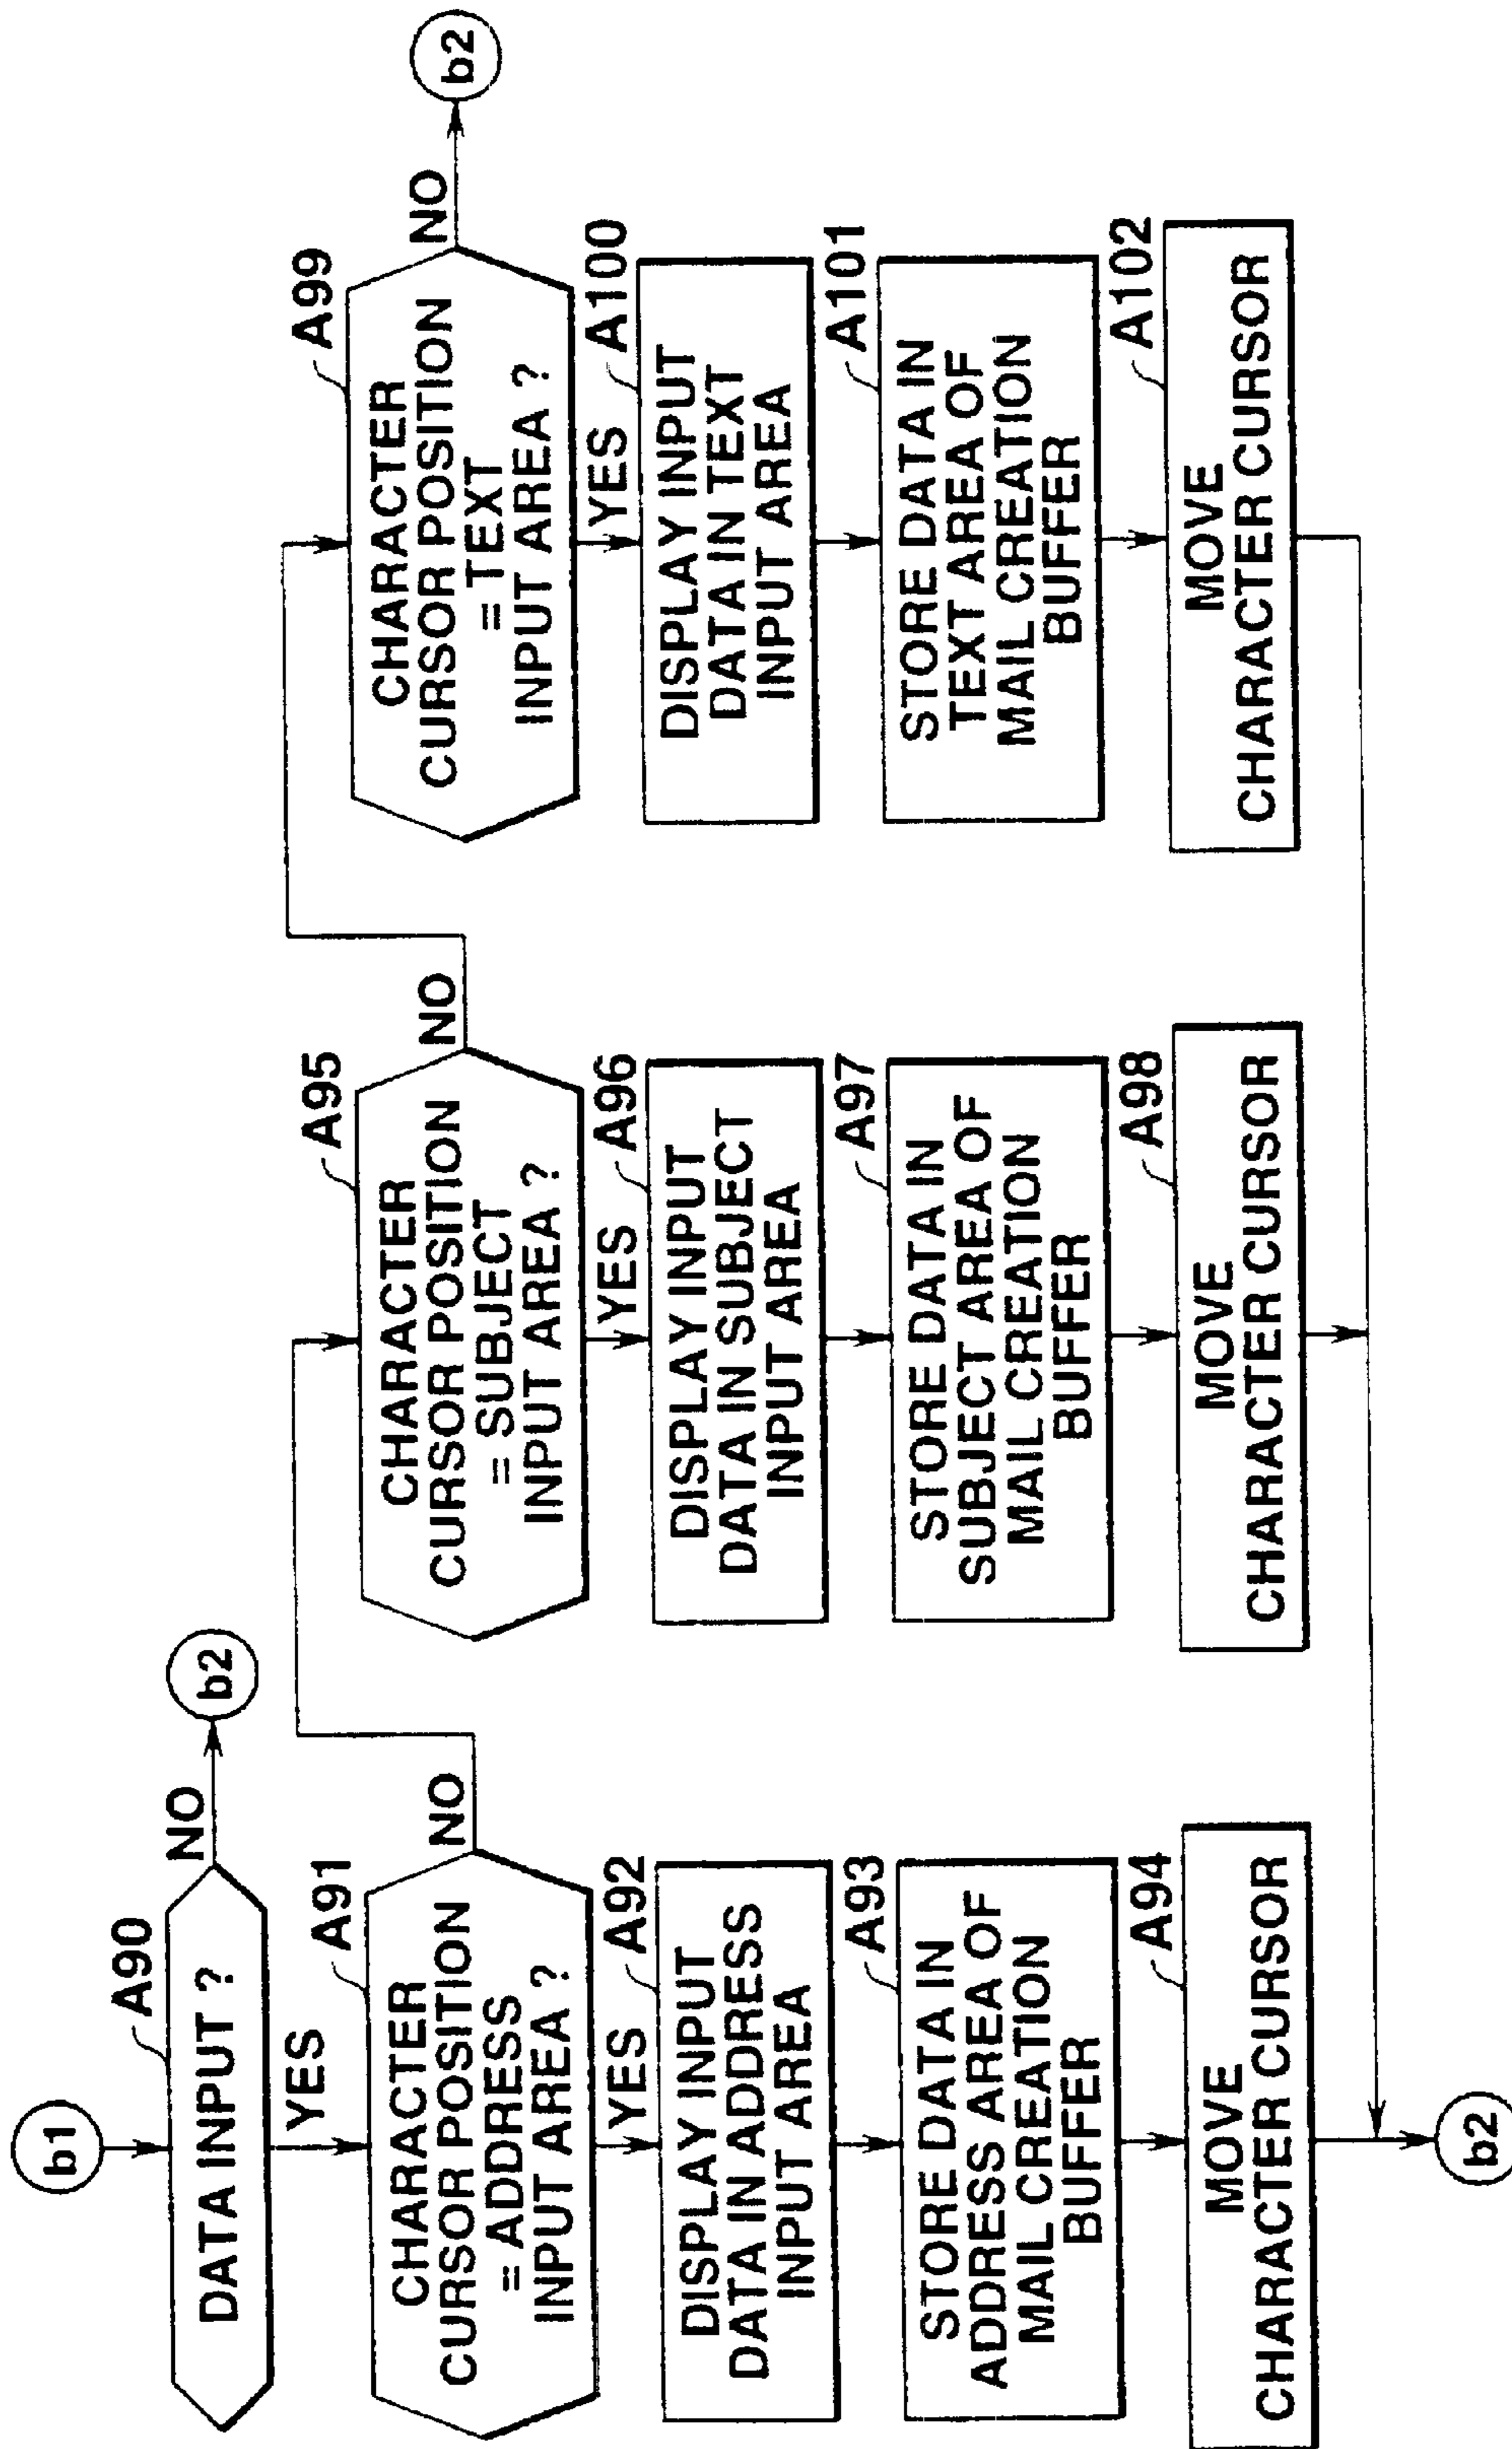 b1
A90
DATA INPUT ?
NO
b2
YES
A91
CHARACTER
CURSOR POSITION
= ADDRESS
INPUT AREA ?
NO
YES
A92
DISPLAY INPUT
DATA IN ADDRESS
INPUT AREA
A93
STORE DATA IN
ADDRESS AREA OF
MAIL CREATION
BUFFER
A94
MOVE
CHARACTER CURSOR
b2
A95
CHARACTER
CURSOR POSITION
= SUBJECT
INPUT AREA ?
NO
YES
A96
DISPLAY INPUT
DATA IN SUBJECT
INPUT AREA
A97
STORE DATA IN
SUBJECT AREA OF
MAIL CREATION
BUFFER
A98
MOVE
CHARACTER CURSOR
A99
CHARACTER
CURSOR POSITION
= TEXT
INPUT AREA ?
NO
b2
YES
A100
DISPLAY INPUT
DATA IN TEXT
INPUT AREA
A101
STORE DATA IN
TEXT AREA OF
MAIL CREATION
BUFFER
A102
MOVE
CHARACTER CURSOR